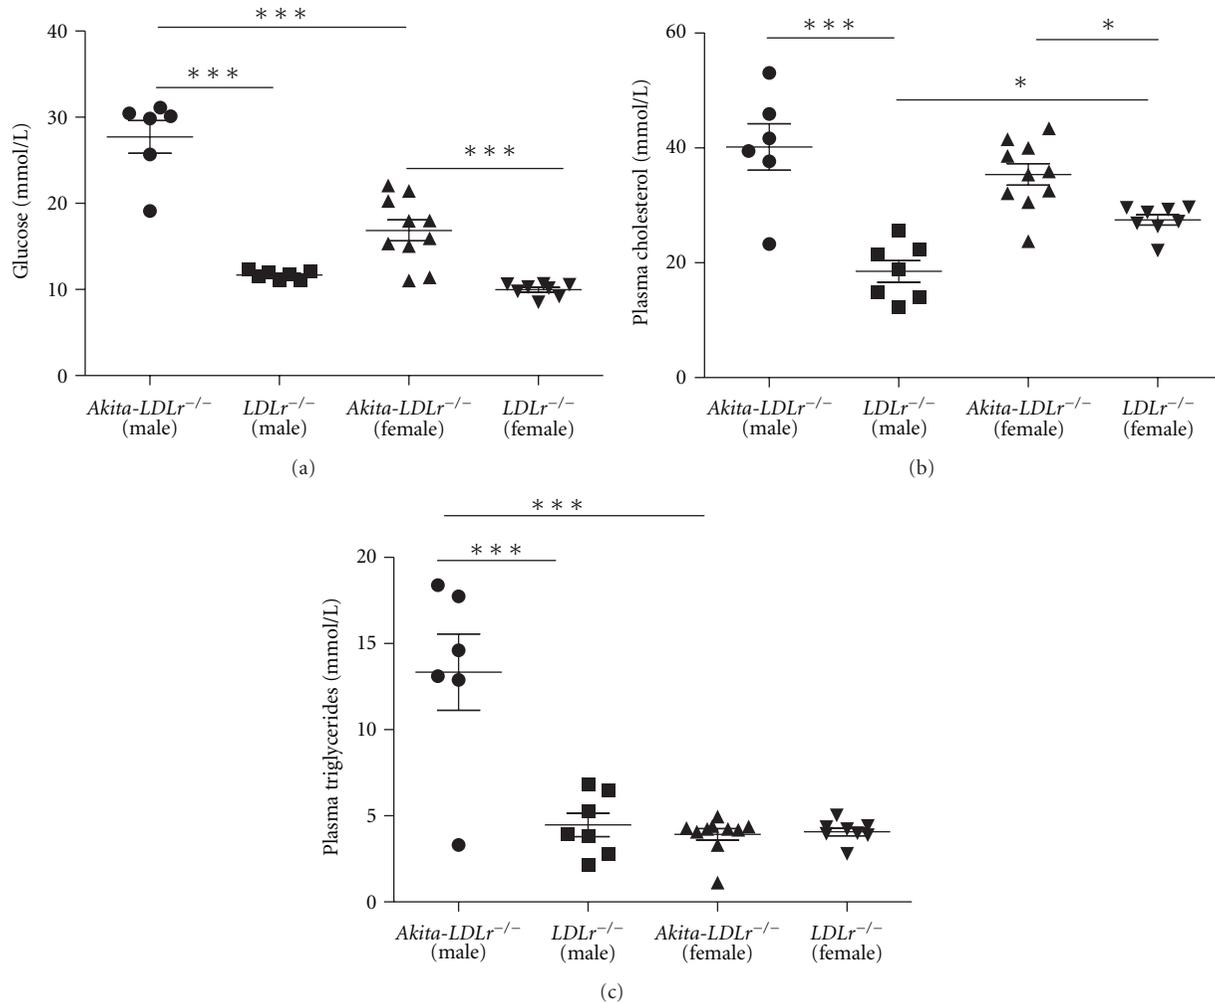 ∗∗∗
∗∗∗
∗∗∗
Glucose (mmol/L)
40
30
20
10
0
Akita-LDLr−/−
(male)
LDLr−/−
(male)
Akita-LDLr−/−
(female)
LDLr−/−
(female)
(a)
∗∗∗
∗
∗
Plasma cholesterol (mmol/L)
60
40
20
0
Akita-LDLr−/−
(male)
LDLr−/−
(male)
Akita-LDLr−/−
(female)
LDLr−/−
(female)
(b)
∗∗∗
∗∗∗
Plasma triglycerides (mmol/L)
20
15
10
5
0
Akita-LDLr−/−
(male)
LDLr−/−
(male)
Akita-LDLr−/−
(female)
LDLr−/−
(female)
(c)